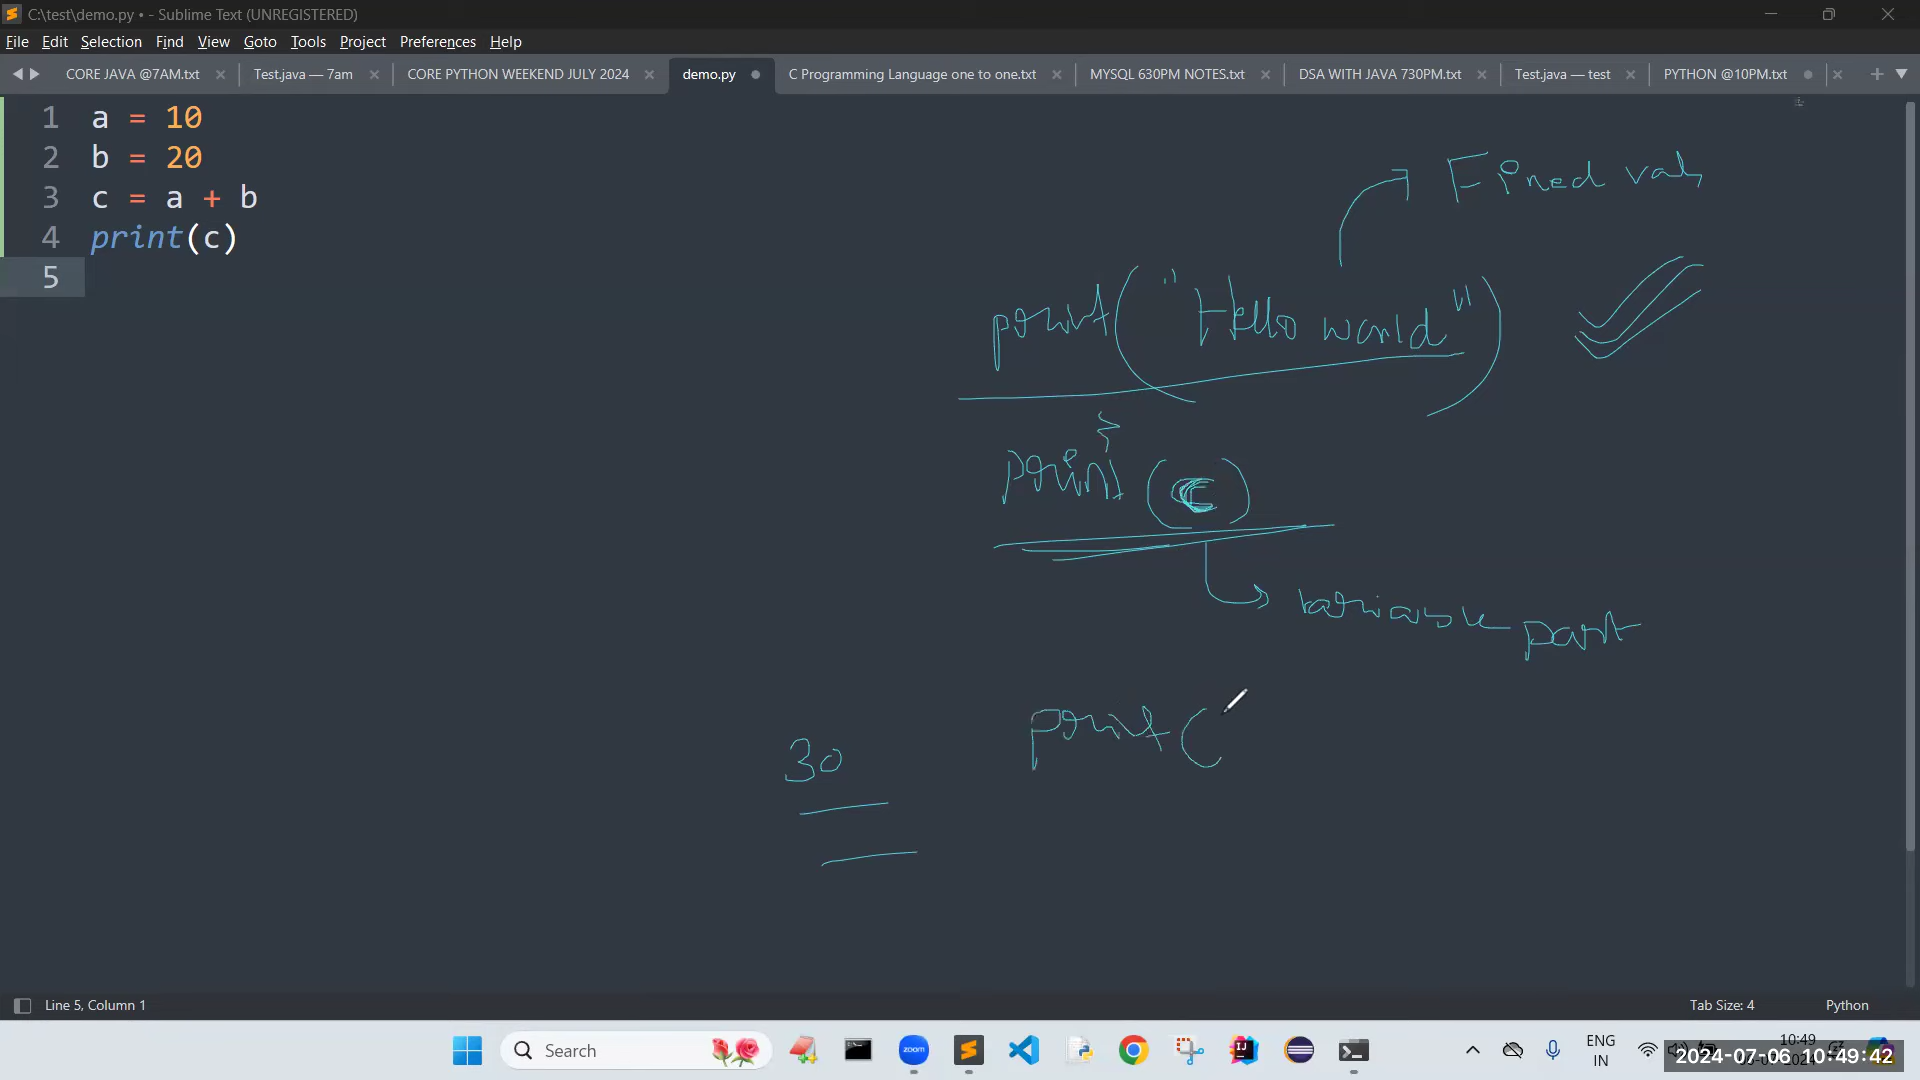 C:\test\demo.py • - Sublime Text (UNREGISTERED)
File Edit Selection Find View Goto Tools Project Preferences Help
CORE JAVA @7AM.txt Test.java — 7am CORE PYTHON WEEKEND JULY 2024 demo.py C Programming Language one to one.txt MYSQL 630PM NOTES.txt DSA WITH JAVA 730PM.txt Test.java — test PYTHON @10PM.txt
1 a = 10
2 b = 20
3 c = a + b
4 print(c)
5
Fined val,
print("Hello world")
print (C)
variable part
print(
30
Line 5, Column 1 Tab Size: 4 Python
Search zoom ENG 10:49
IN
2024-07-06 10:49:42